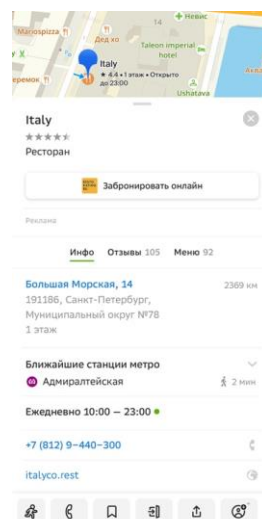 Mariospizza
14
Невис
Дед хо
Taleon imperial
hotel
Italy
★ 4.4 • 1 этаж • Открыто
до 23:00
еремок
Ushatava
Italy
Ресторан
Забронировать онлайн
Реклама
Инфо Отзывы 105 Меню 92
Большая Морская, 14 2369 км
191186, Санкт-Петербург,
Муниципальный округ №78
1 этаж
Ближайшие станции метро
Адмиралтейская 2 мин
Ежедневно 10:00 — 23:00
+7 (812) 9‒440‒300
italyco.rest